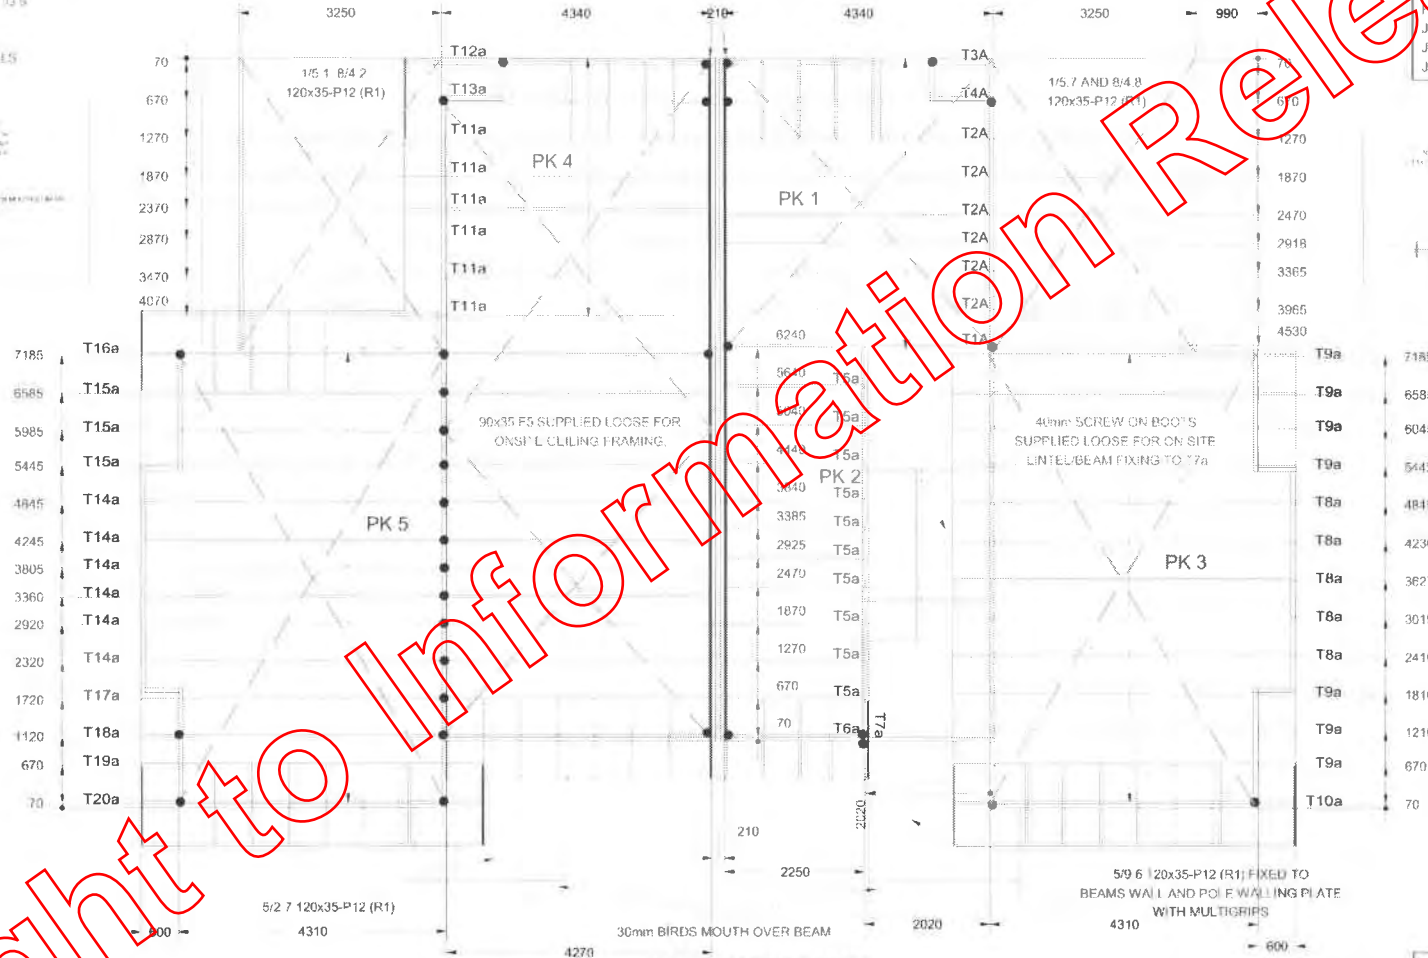 3250
4340
210
4340
3250
990
70
670
1270
1870
2370
2870
3470
4070
120x35-P12 (R1)
T12a
T13a
T11a
T11a
T11a
T11a
T11a
T11a
PK 4
PK 1
T3A
T4A
T2A
T2A
T2A
T2A
T2A
T2A
T1A
1/5.7 AND 8/4.8
120x35-P12 (R1)
70
670
1270
1870
2470
2918
3365
3965
4530
7185
6585
5985
5445
4845
4245
3805
3360
2920
2320
1720
1120
670
70
T16a
T15a
T15a
T15a
T14a
T14a
T14a
T14a
T14a
T14a
T17a
T18a
T19a
T20a
PK 5
90x35 F5 SUPPLIED LOOSE FOR
CEILING FRAMING.
6240
5640
5040
4440
3840
3385
2925
2470
1870
1270
670
70
T5a
T5a
T5a
T5a
T5a
T5a
T5a
T5a
T5a
T6a
T7a
PK 2
40mm SCREW ON BOOTS
SUPPLIED LOOSE FOR ON SITE
LINTEL/BEAM FIXING TO T7a
PK 3
T9a
T9a
T9a
T9a
T8a
T8a
T8a
T8a
T8a
T9a
T9a
T9a
T10a
670
70
2020
210
2250
5/2 7 120x35-P12 (R1)
600
4310
30mm BIRDS MOUTH OVER BEAM
4270
2020
5/9 6 120x35-P12 (R1) FIXED TO
BEAMS WALL AND POLE WALLING PLATE
WITH MULTIGRIPS
4310
600
ght to Information Rele